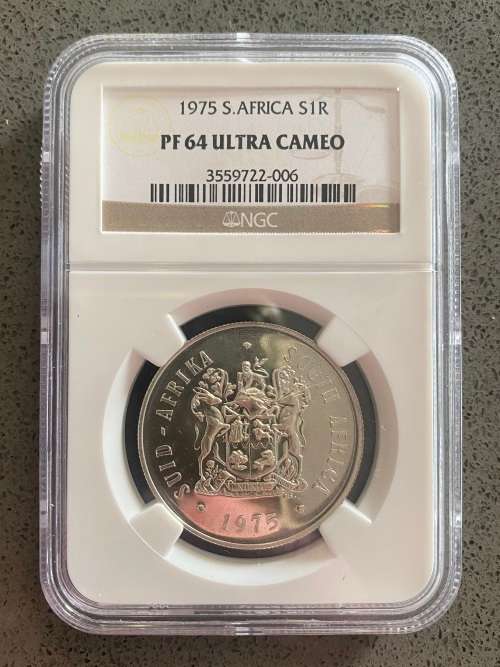 1975 S.AFRICA S1R
PF 64 ULTRA CAMEO
3559722-006
NGC
SUID-AFRIKA
SOUTH AFRICA
1975